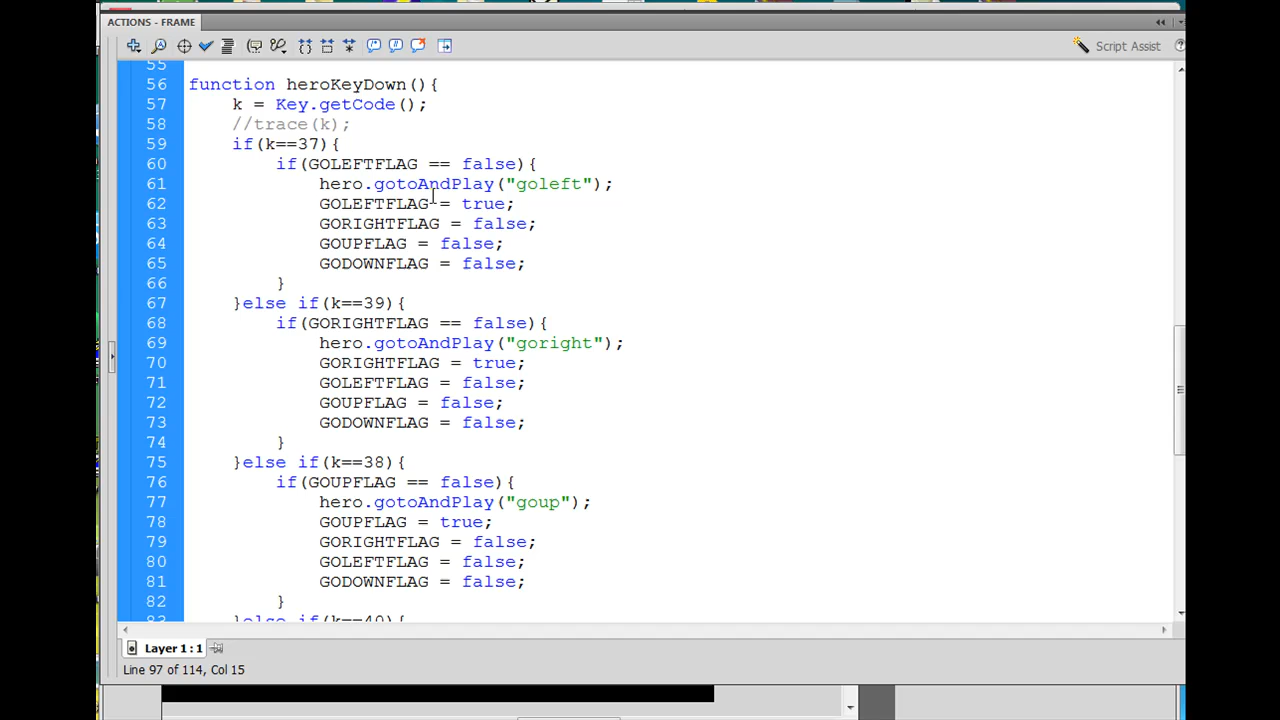 ACTIONS - FRAME
Script Assist
55
56 function heroKeyDown(){
57 k = Key.getCode();
58 //trace(k);
59 if(k==37){
60 if(GOLEFTFLAG == false){
61 hero.gotoAndPlay("goleft");
62 GOLEFTFLAG = true;
63 GORIGHTFLAG = false;
64 GOUPFLAG = false;
65 GODOWNFLAG = false;
66 }
67 }else if(k==39){
68 if(GORIGHTFLAG == false){
69 hero.gotoAndPlay("goright");
70 GORIGHTFLAG = true;
71 GOLEFTFLAG = false;
72 GOUPFLAG = false;
73 GODOWNFLAG = false;
74 }
75 }else if(k==38){
76 if(GOUPFLAG == false){
77 hero.gotoAndPlay("goup");
78 GOUPFLAG = true;
79 GORIGHTFLAG = false;
80 GOLEFTFLAG = false;
81 GODOWNFLAG = false;
82 }
83 }else if(k==40){
Layer 1 : 1
Line 97 of 114, Col 15